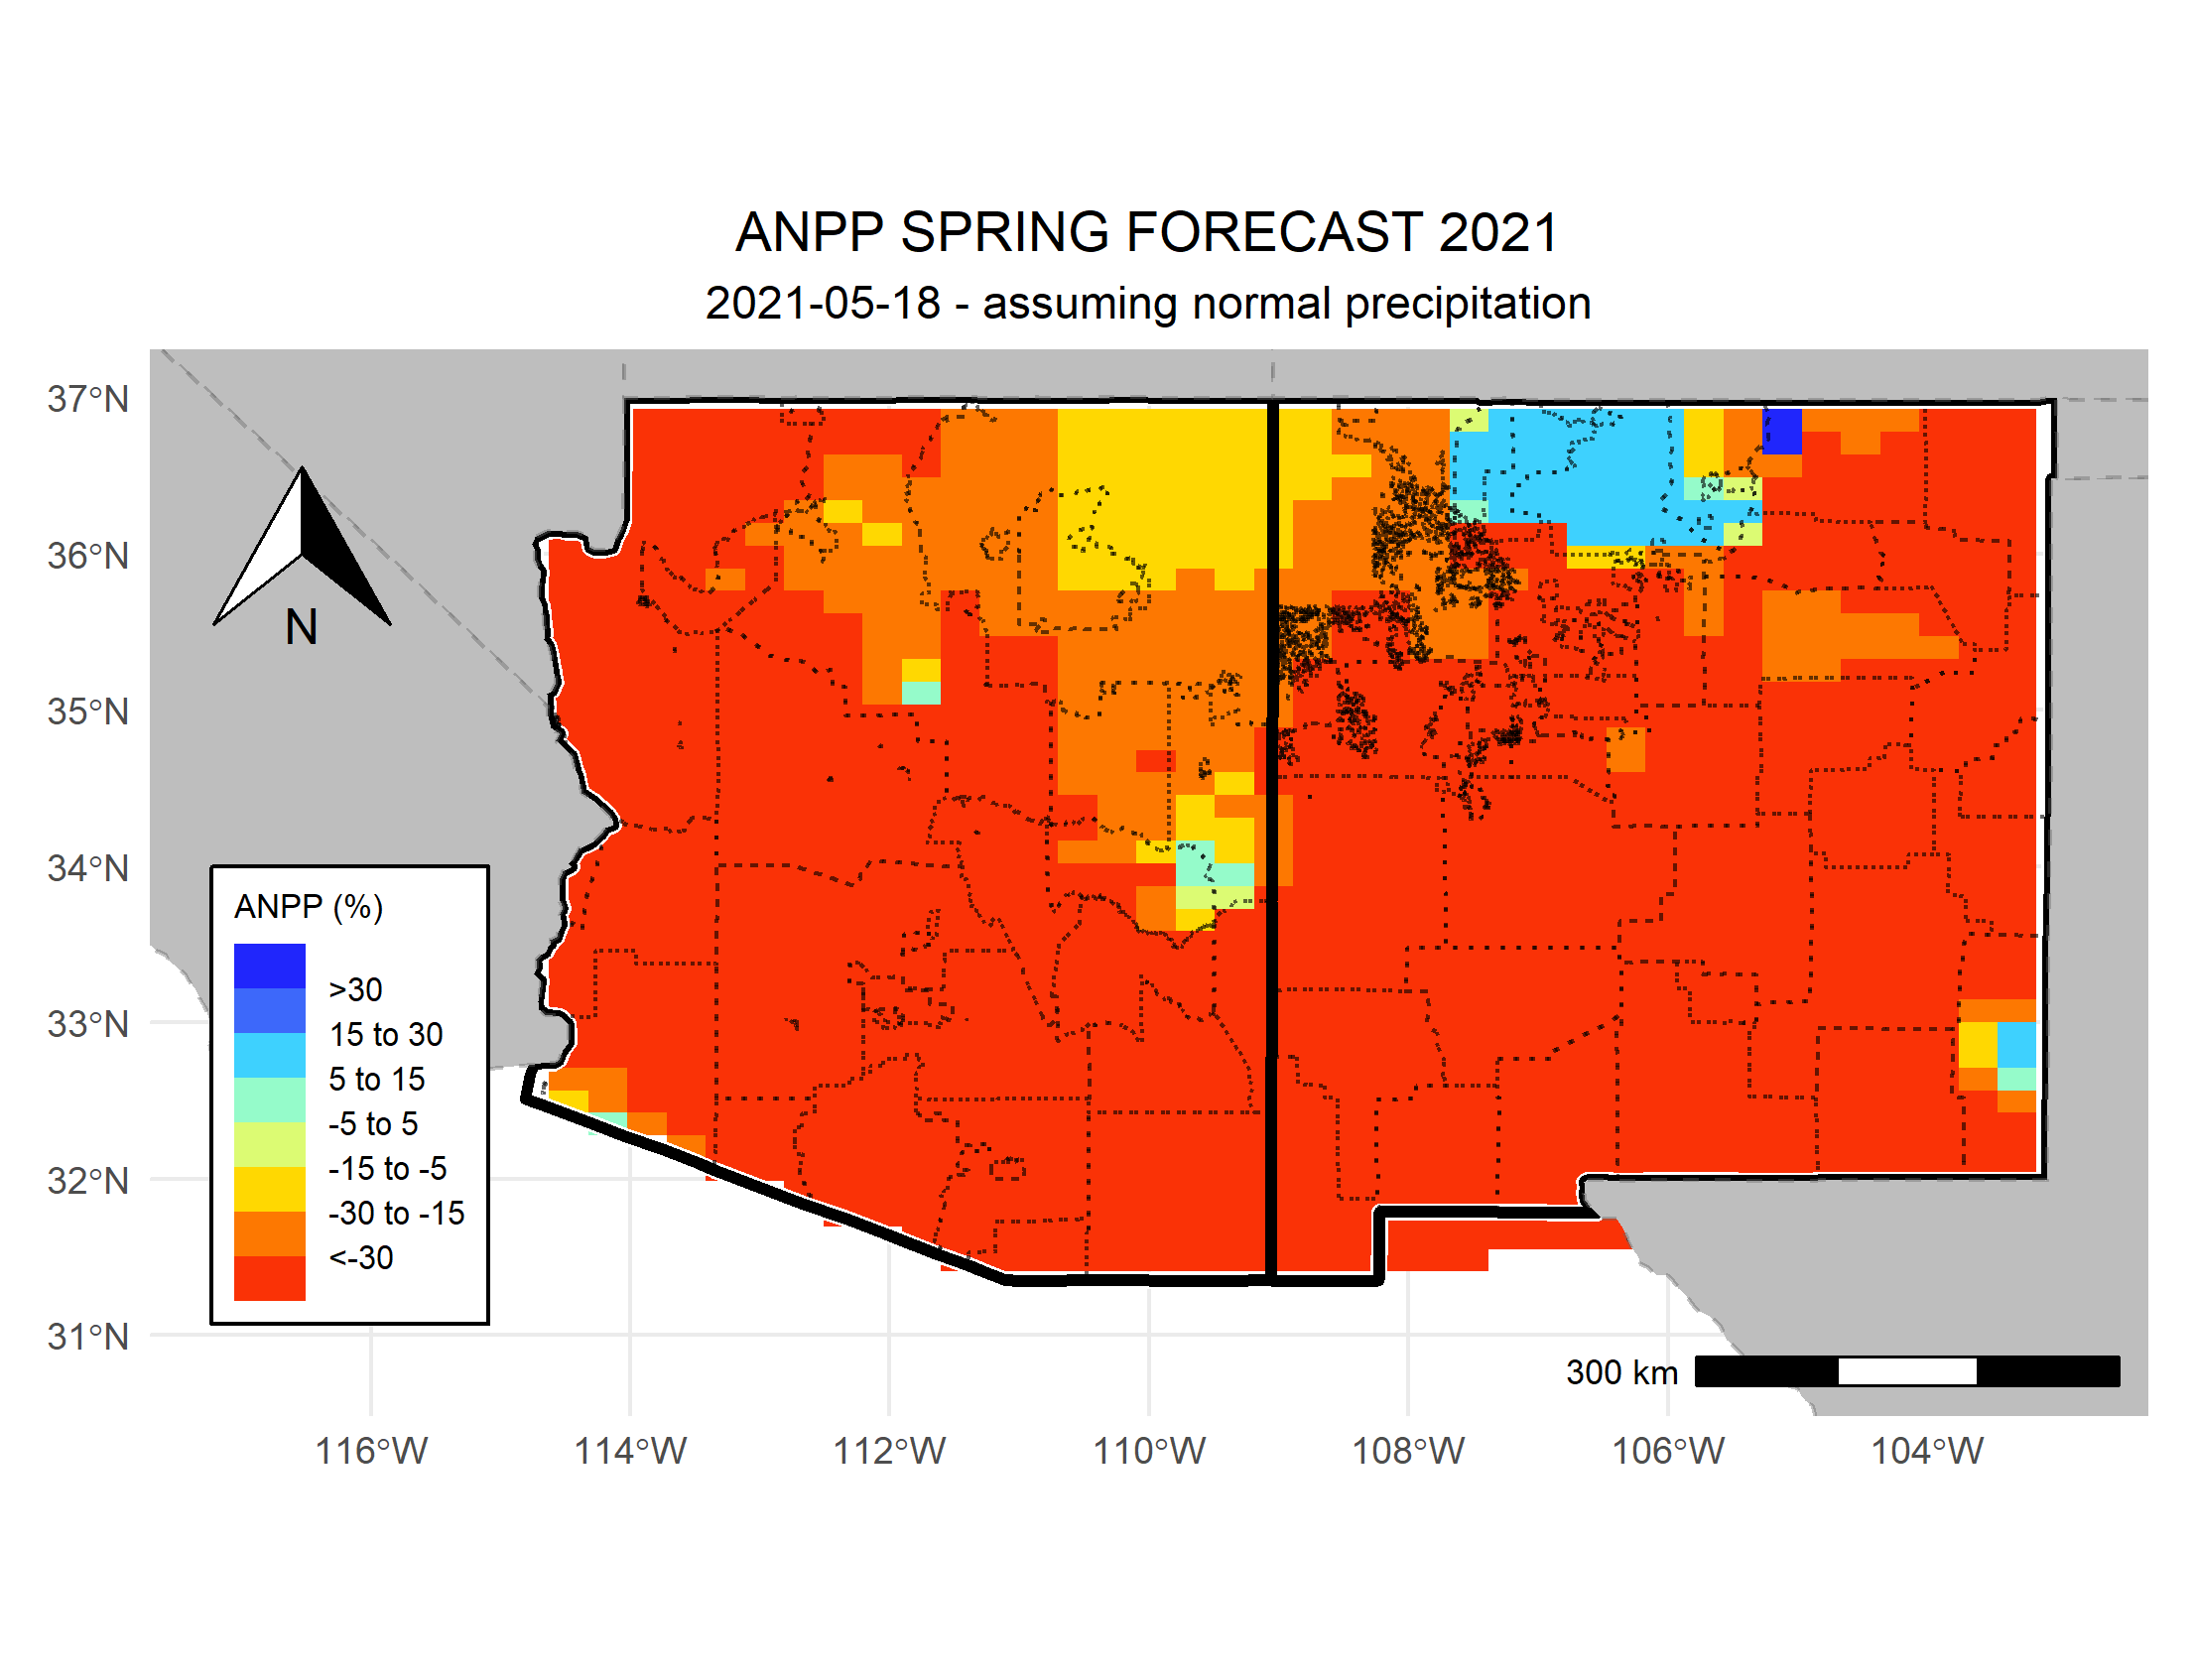 ANPP SPRING FORECAST 2021
2021-05-18 - assuming normal precipitation
37°N
36°N
35°N
34°N
33°N
32°N
31°N
N
ANPP (%)
>30
15 to 30
5 to 15
-5 to 5
-15 to -5
-30 to -15
<-30
300 km
116°W
114°W
112°W
110°W
108°W
106°W
104°W